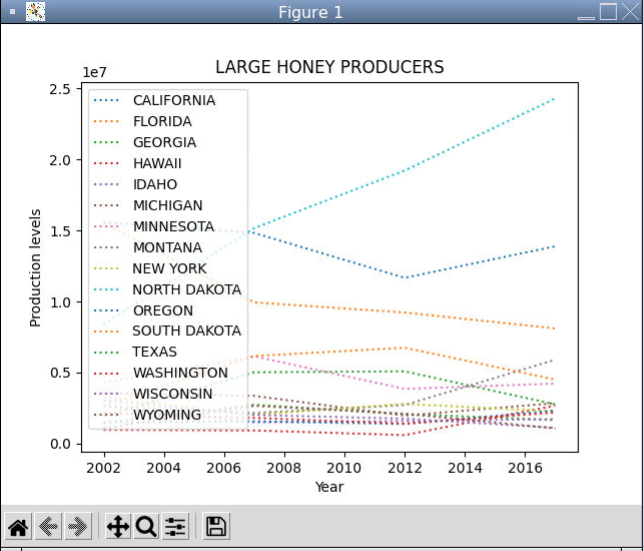 Figure 1
LARGE HONEY PRODUCERS
1e7
2.5
2.0
1.5
1.0
0.5
0.0
Production levels
CALIFORNIA
FLORIDA
GEORGIA
HAWAII
IDAHO
MICHIGAN
MINNESOTA
MONTANA
NEW YORK
NORTH DAKOTA
OREGON
SOUTH DAKOTA
TEXAS
WASHINGTON
WISCONSIN
WYOMING
2002 2004 2006 2008 2010 2012 2014 2016
Year